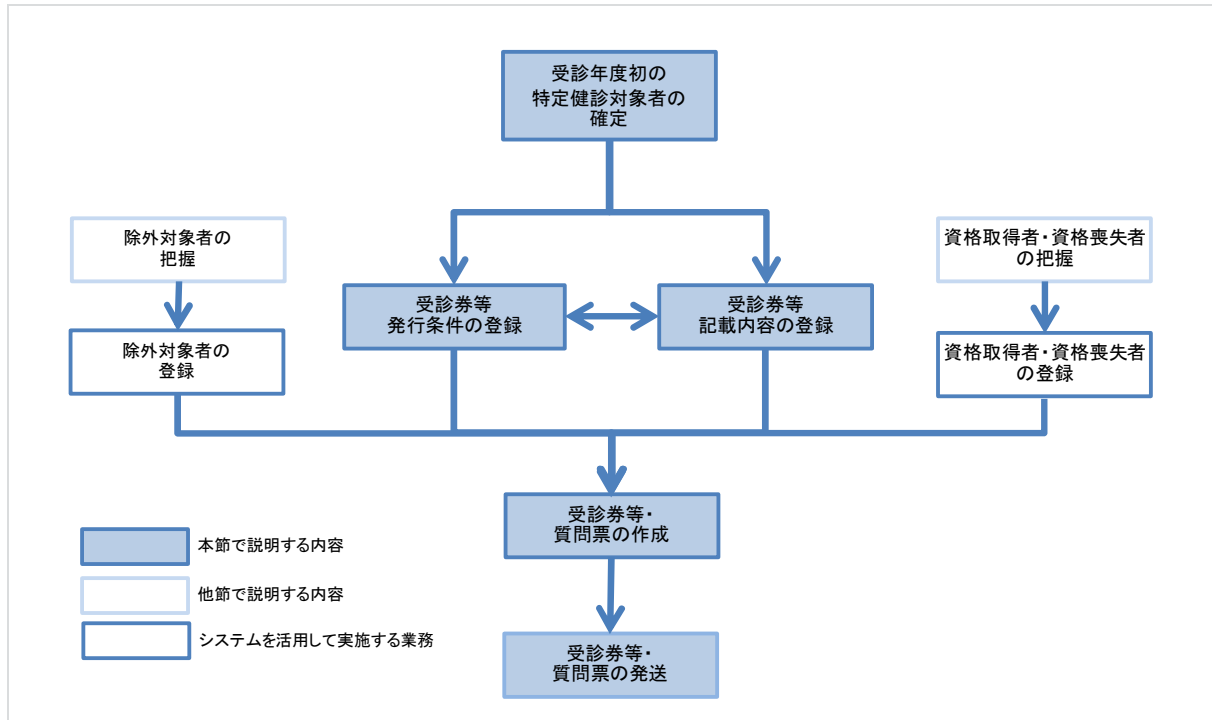 受診年度初の
特定健診対象者の
確定
除外対象者の
把握
資格取得者・資格喪失者
の把握
受診券等
発行条件の登録
受診券等
記載内容の登録
除外対象者の
登録
資格取得者・資格喪失者
の登録
受診券等・
質問票の作成
本節で説明する内容
他節で説明する内容
システムを活用して実施する業務
受診券等・
質問票の発送